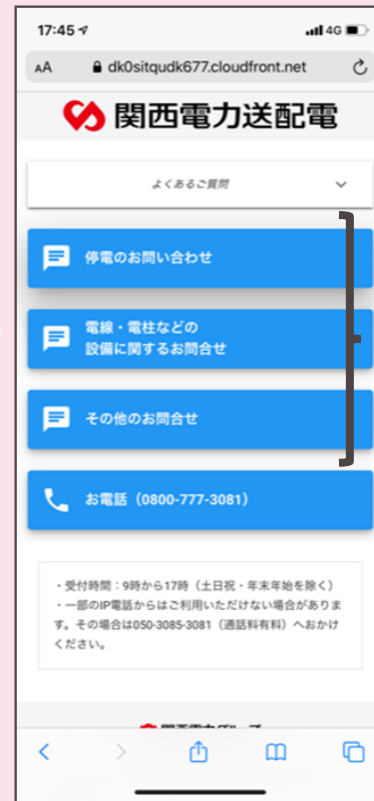 17:45
4G
AA dk0sitqudk677.cloudfront.net
関西電力送配電
よくあるご質問
停電のお問い合わせ
電線・電柱などの
設備に関するお問合せ
その他のお問合せ
お電話（0800-777-3081）
・受付時間：9時から17時（土日祝・年末年始を除く）
・一部のIP電話からはご利用いただけない場合がありま
す。その場合は050-3085-3081（通話料有料）へおかけ
ください。